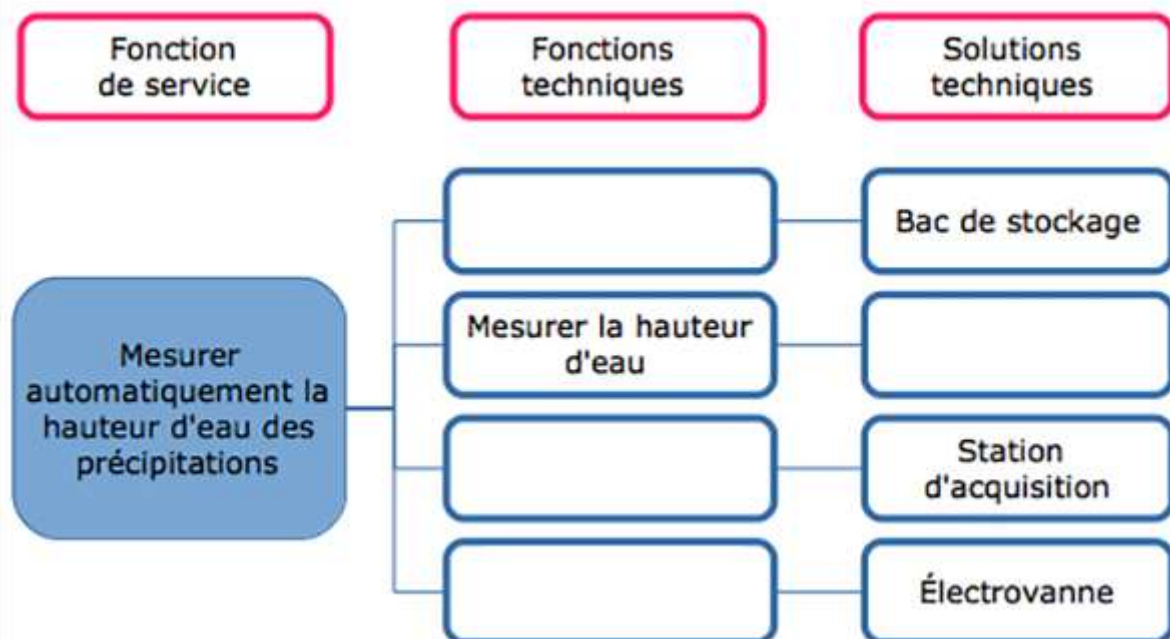 Fonction
de service
Fonctions
techniques
Solutions
techniques
Mesurer
automatiquement la
hauteur d'eau des
précipitations
Bac de stockage
Mesurer la hauteur
d'eau
Station
d'acquisition
Électrovanne